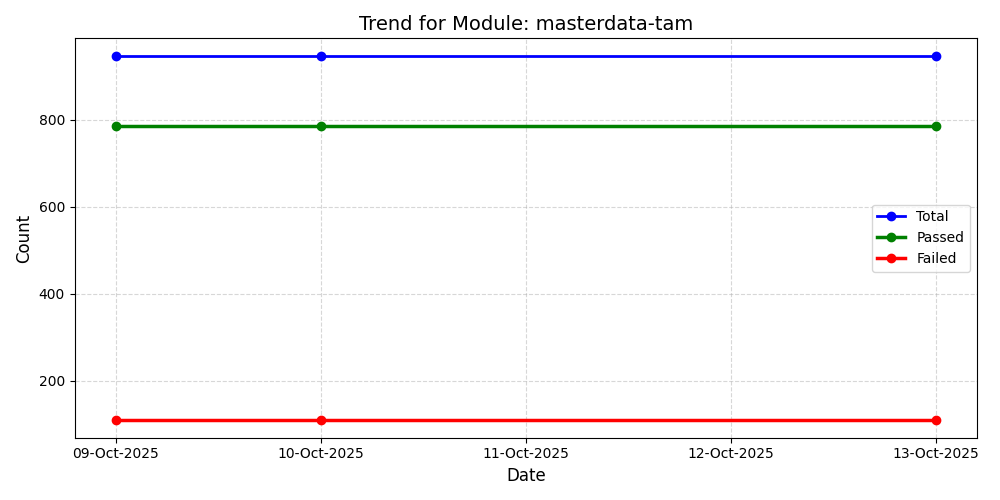 Trend for Module: masterdata-tam
Count
800
600
400
200
Total
Passed
Failed
09-Oct-2025
10-Oct-2025
11-Oct-2025
12-Oct-2025
13-Oct-2025
Date